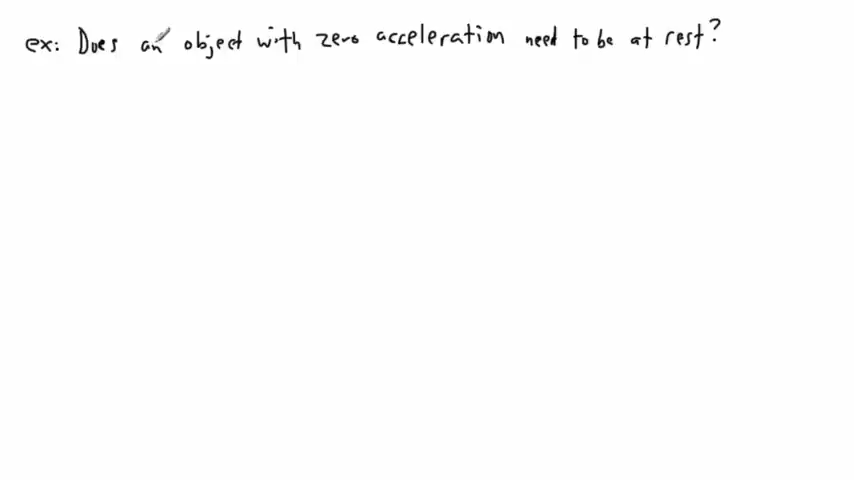 ex: Does an object with zero acceleration need to be at rest?